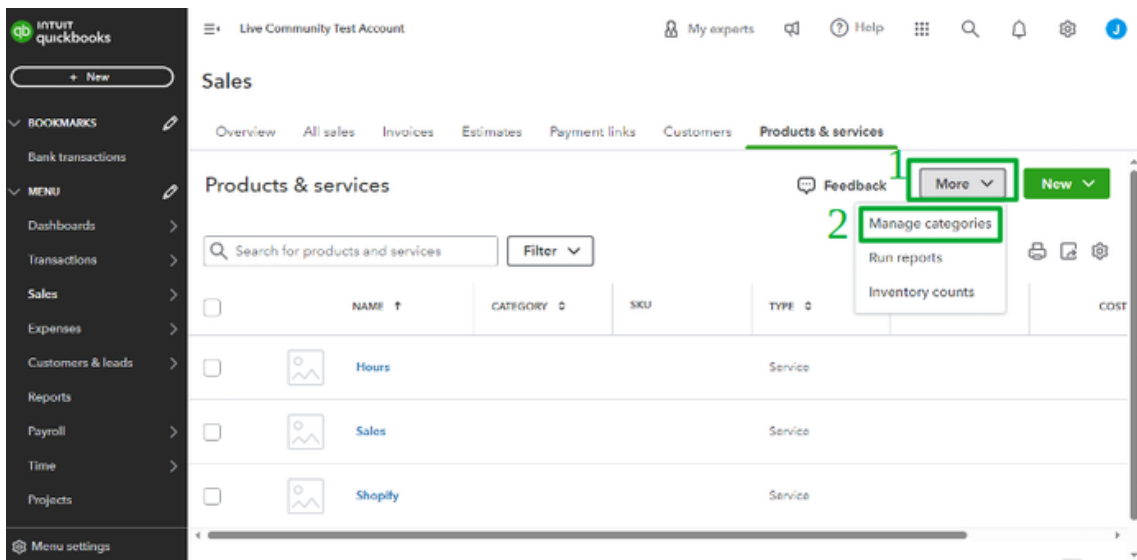 INTUIT
quickbooks
Live Community Test Account
My experts
Help
J
+ New
Sales
BOOKMARKS
Overview All sales Invoices Estimates Payment links Customers Products & services
Bank transactions
1
MENU
Products & services
Feedback
More
New
2
Manage categories
Dashboards
Search for products and services
Filter
Transactions
Run reports
Sales
Inventory counts
NAME CATEGORY SKU TYPE COST
Expenses
Customers & leads
Hours Service
Reports
Payroll
Sales Service
Time
Projects
Shopify Service
Menu settings